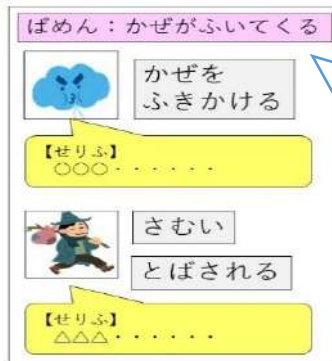 ばめん：かぜがふいてくる
かぜを
ふきかける
【せりふ】
○○○・・・・・・
さむい
とばされる
【せりふ】
△△△・・・・・・